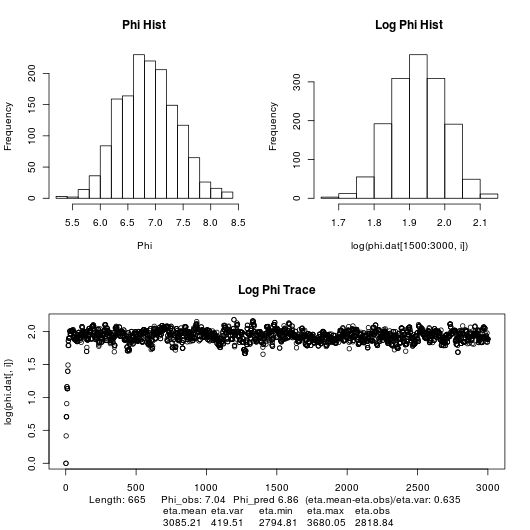 Phi Hist
Log Phi Hist
Frequency
0 50 100 150 200
5.5 6.0 6.5 7.0 7.5 8.0 8.5
Phi
Frequency
0 100 200 300
1.7 1.8 1.9 2.0 2.1
log(phi.dat[1500:3000, i])
Log Phi Trace
log(phi.dat[, i])
0.0 0.5 1.0 1.5 2.0
0 500 1000 1500 2000 2500 3000
Length: 665 Phi_obs: 7.04 Phi_pred 6.86 (eta.mean-eta.obs)/eta.var: 0.635
eta.mean eta.var eta.min eta.max eta.obs
3085.21 419.51 2794.81 3680.05 2818.84